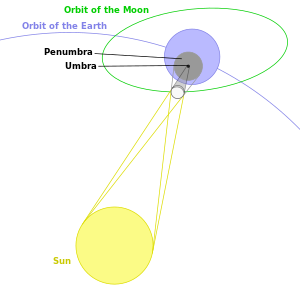 Orbit of the Moon
Orbit of the Earth
Penumbra
Umbra
Sun